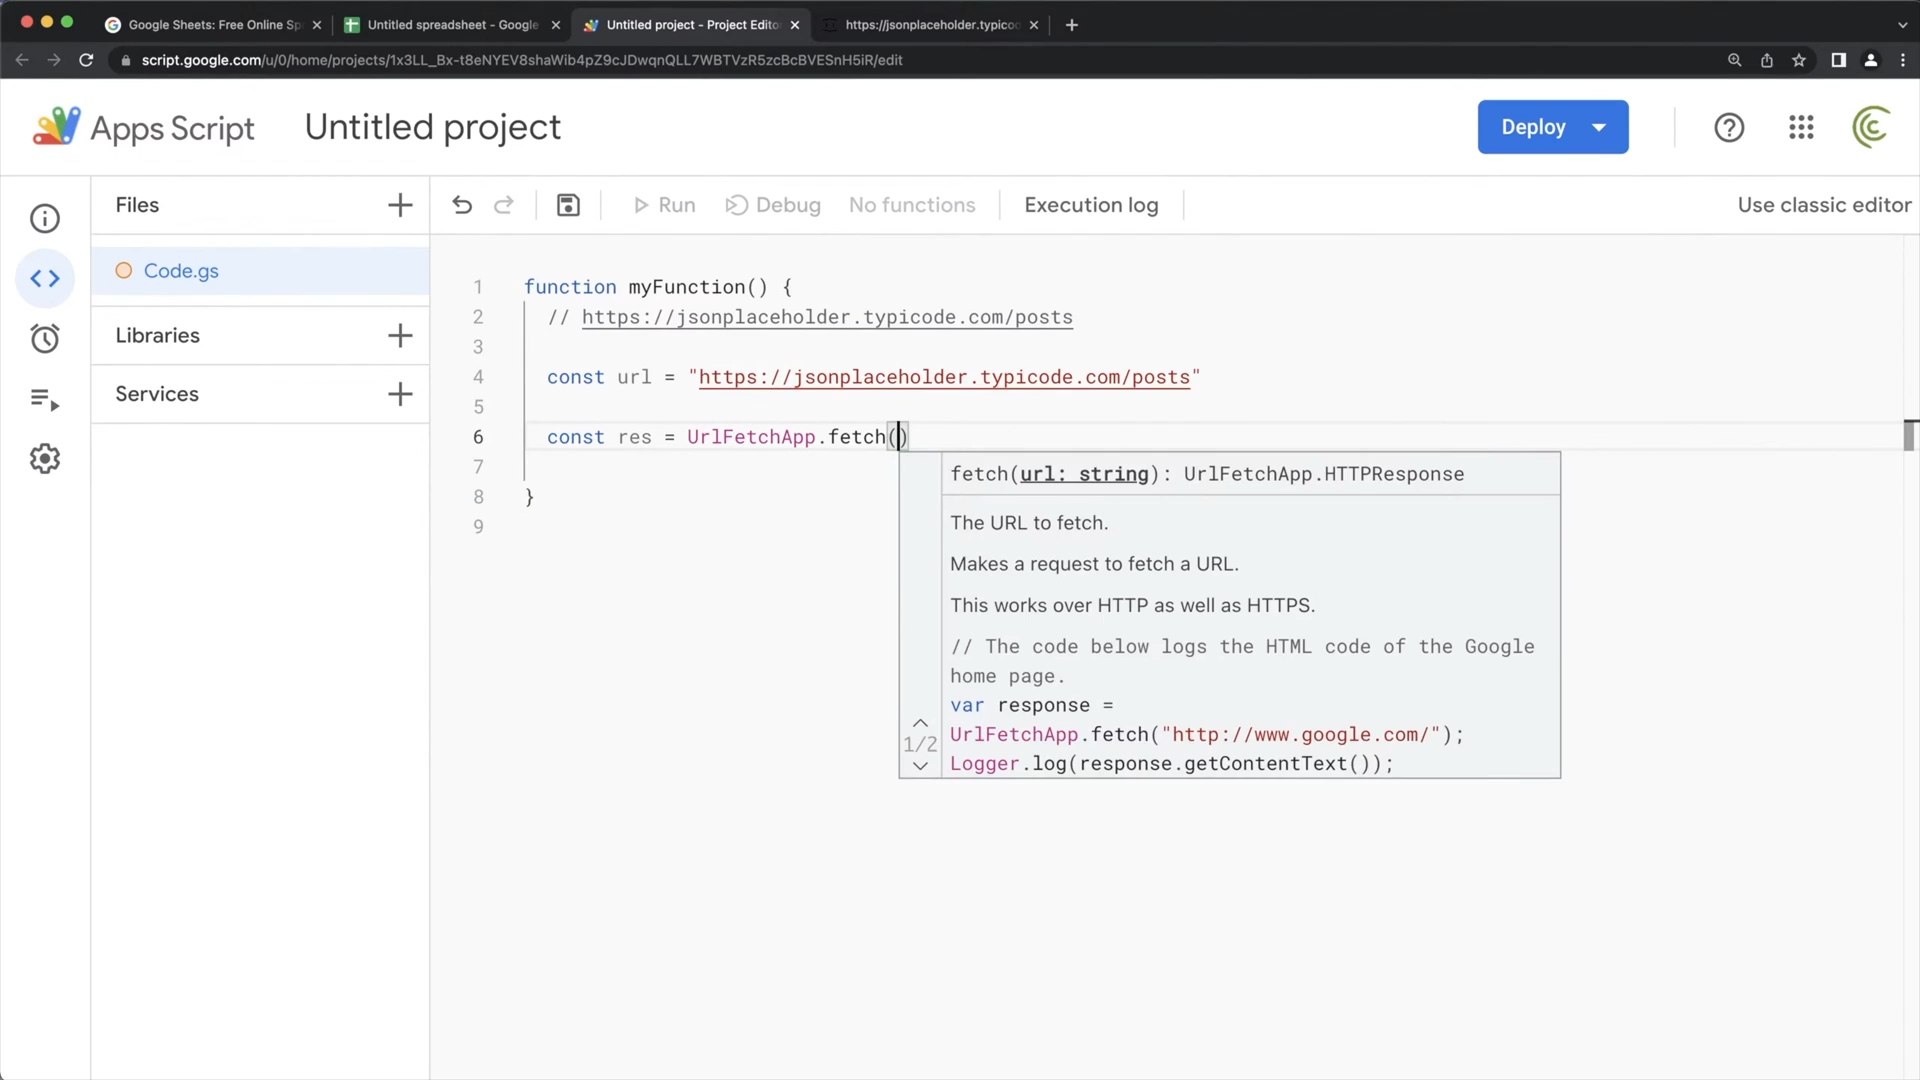 Google Sheets: Free Online Sp
Untitled spreadsheet - Google
Untitled project - Project Edito
https://jsonplaceholder.typico
script.google.com/u/0/home/projects/1x3LL_Bx-t8eNYEV8shaWib4pZ9cJDwqnQLL7WBTVzR5zcBcBVESnH5iR/edit
Apps Script
Untitled project
Deploy
Files
Run
Debug
No functions
Execution log
Use classic editor
Code.gs
Libraries
Services
1 function myFunction() {
2 // https://jsonplaceholder.typicode.com/posts
3
4 const url = "https://jsonplaceholder.typicode.com/posts"
5
6 const res = UrlFetchApp.fetch()
7
8 }
9
fetch(url: string): UrlFetchApp.HTTPResponse
The URL to fetch.
Makes a request to fetch a URL.
This works over HTTP as well as HTTPS.
// The code below logs the HTML code of the Google
home page.
var response =
UrlFetchApp.fetch("http://www.google.com/");
Logger.log(response.getContentText());
1/2